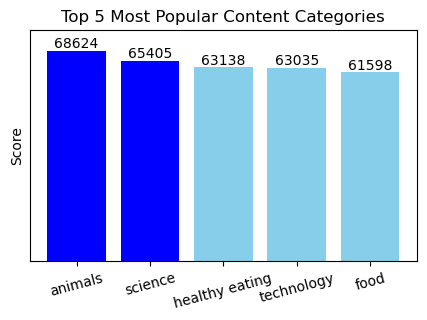 Top 5 Most Popular Content Categories
68624
65405
63138
63035
61598
Score
animals
science
healthy eating
technology
food